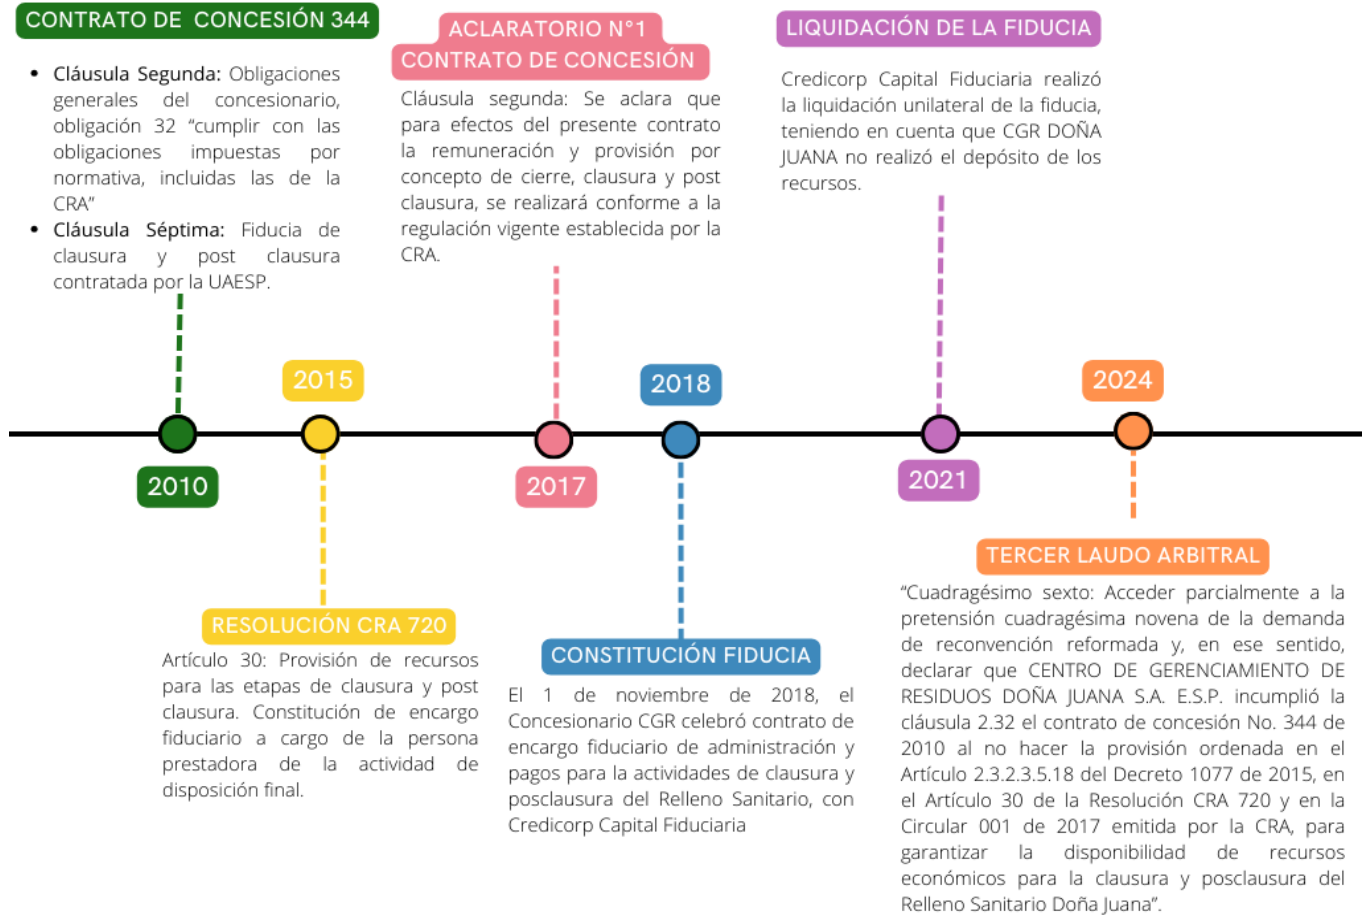 CONTRATO DE CONCESIÓN 344
• Cláusula Segunda: Obligaciones
generales del concesionario,
obligación 32 “cumplir con las
obligaciones impuestas por
normativa, incluidas las de la
CRA”
• Cláusula Séptima: Fiducia de
clausura y post clausura
contratada por la UAESP.
2010
2015
RESOLUCIÓN CRA 720
Artículo 30: Provisión de recursos
para las etapas de clausura y post
clausura. Constitución de encargo
fiduciario a cargo de la persona
prestadora de la actividad de
disposición final.
ACLARATORIO N°1
CONTRATO DE CONCESIÓN
Cláusula segunda: Se aclara que
para efectos del presente contrato
la remuneración y provisión por
concepto de cierre, clausura y post
clausura, se realizará conforme a la
regulación vigente establecida por la
CRA.
2017
2018
CONSTITUCIÓN FIDUCIA
El 1 de noviembre de 2018, el
Concesionario CGR celebró contrato de
encargo fiduciario de administración y
pagos para la actividades de clausura y
posclausura del Relleno Sanitario, con
Credicorp Capital Fiduciaria
LIQUIDACIÓN DE LA FIDUCIA
Credicorp Capital Fiduciaria realizó
la liquidación unilateral de la fiducia,
teniendo en cuenta que CGR DOÑA
JUANA no realizó el depósito de los
recursos.
2021
2024
TERCER LAUDO ARBITRAL
“Cuadragésimo sexto: Acceder parcialmente a la
pretensión cuadragésima novena de la demanda
de reconvención reformada y, en ese sentido,
declarar que CENTRO DE GERENCIAMIENTO DE
RESIDUOS DOÑA JUANA S.A. E.S.P. incumplió la
cláusula 2.32 el contrato de concesión No. 344 de
2010 al no hacer la provisión ordenada en el
Artículo 2.3.2.3.5.18 del Decreto 1077 de 2015, en
el Artículo 30 de la Resolución CRA 720 y en la
Circular 001 de 2017 emitida por la CRA, para
garantizar la disponibilidad de recursos
económicos para la clausura y posclausura del
Relleno Sanitario Doña Juana”.